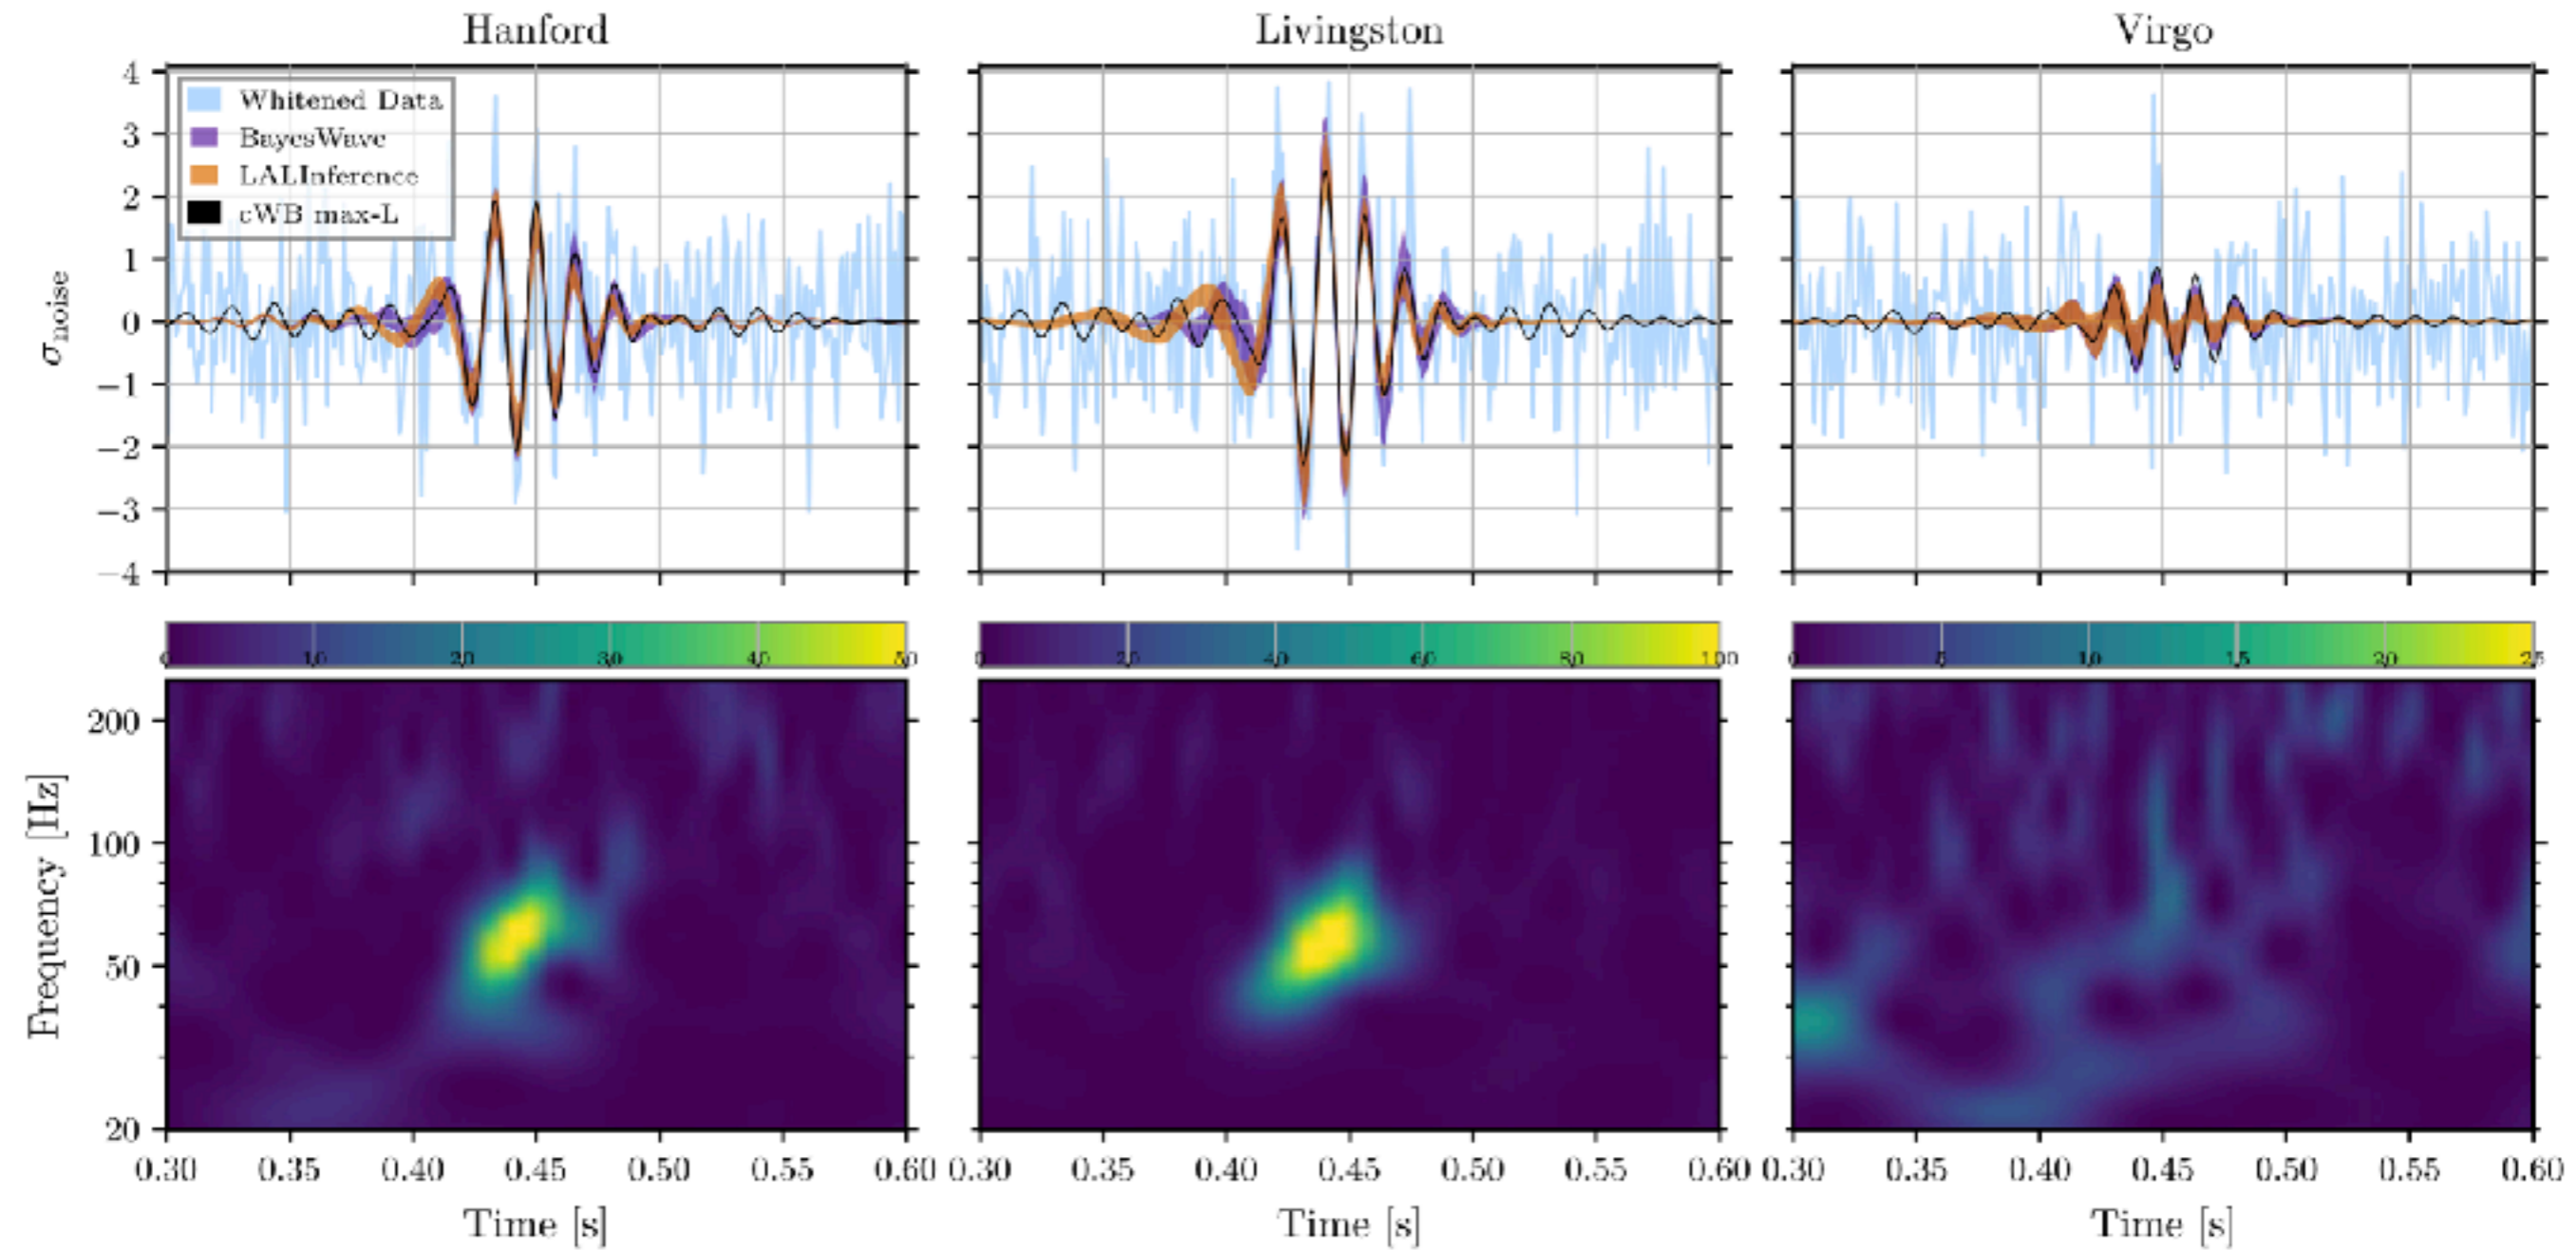 Hanford
Livingston
Virgo
4
3
2
1
0
−1
−2
−3
−4
σnoise
Whitened Data
BayesWave
LALInference
cWB max-L
0 10 20 30 40 50
0 20 40 60 80 100
0 5 10 15 20 25
200
100
50
20
Frequency [Hz]
0.30 0.35 0.40 0.45 0.50 0.55 0.60
0.30 0.35 0.40 0.45 0.50 0.55 0.60
0.30 0.35 0.40 0.45 0.50 0.55 0.60
Time [s]
Time [s]
Time [s]